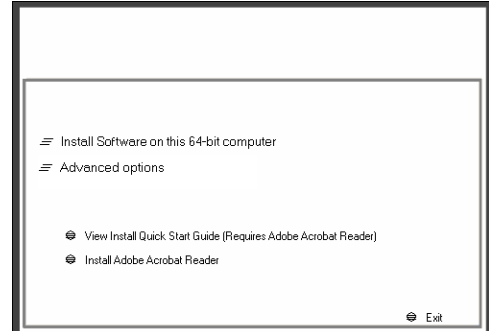 Install Software on this 64-bit computer
Advanced options
View Install Quick Start Guide (Requires Adobe Acrobat Reader)
Install Adobe Acrobat Reader
Exit